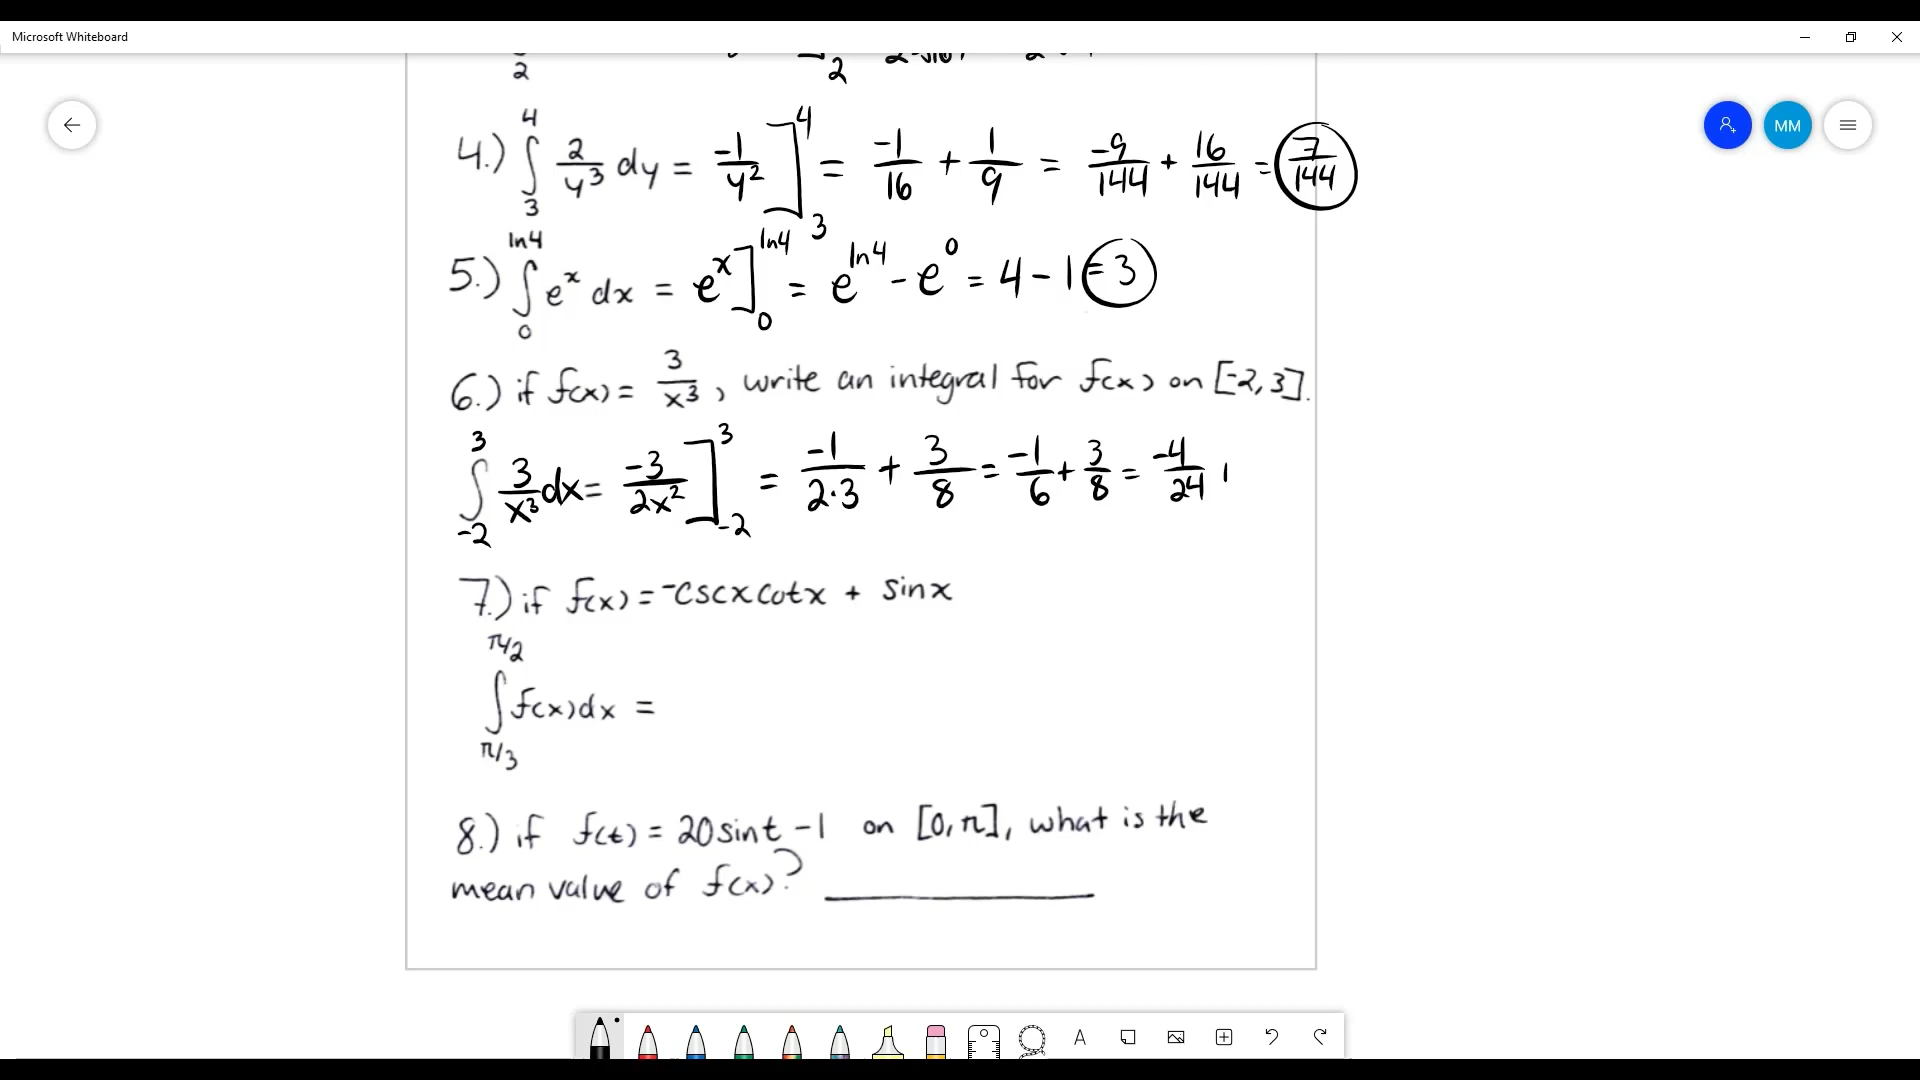 Microsoft Whiteboard
2 2
4.) ∫₃⁴ 2/y³ dy = -1/y² ]₃⁴ = -1/16 + 1/9 = -9/144 + 16/144 = 7/144
5.) ∫₀^ln4 eˣ dx = eˣ ]₀^ln4 = e^ln4 - e⁰ = 4 - 1 = 3
6.) if f(x) = 3/x³, write an integral for f(x) on [-2, 3].
∫₋₂³ 3/x³ dx = -3/2x² ]₋₂³ = -1/2·3 + 3/8 = -1/6 + 3/8 = -4/24
7.) if f(x) = -cscxcotx + sinx
∫π/3^π/2 f(x)dx =
8.) if f(t) = 20sint - 1 on [0, π], what is the
mean value of f(x)?
MM
A